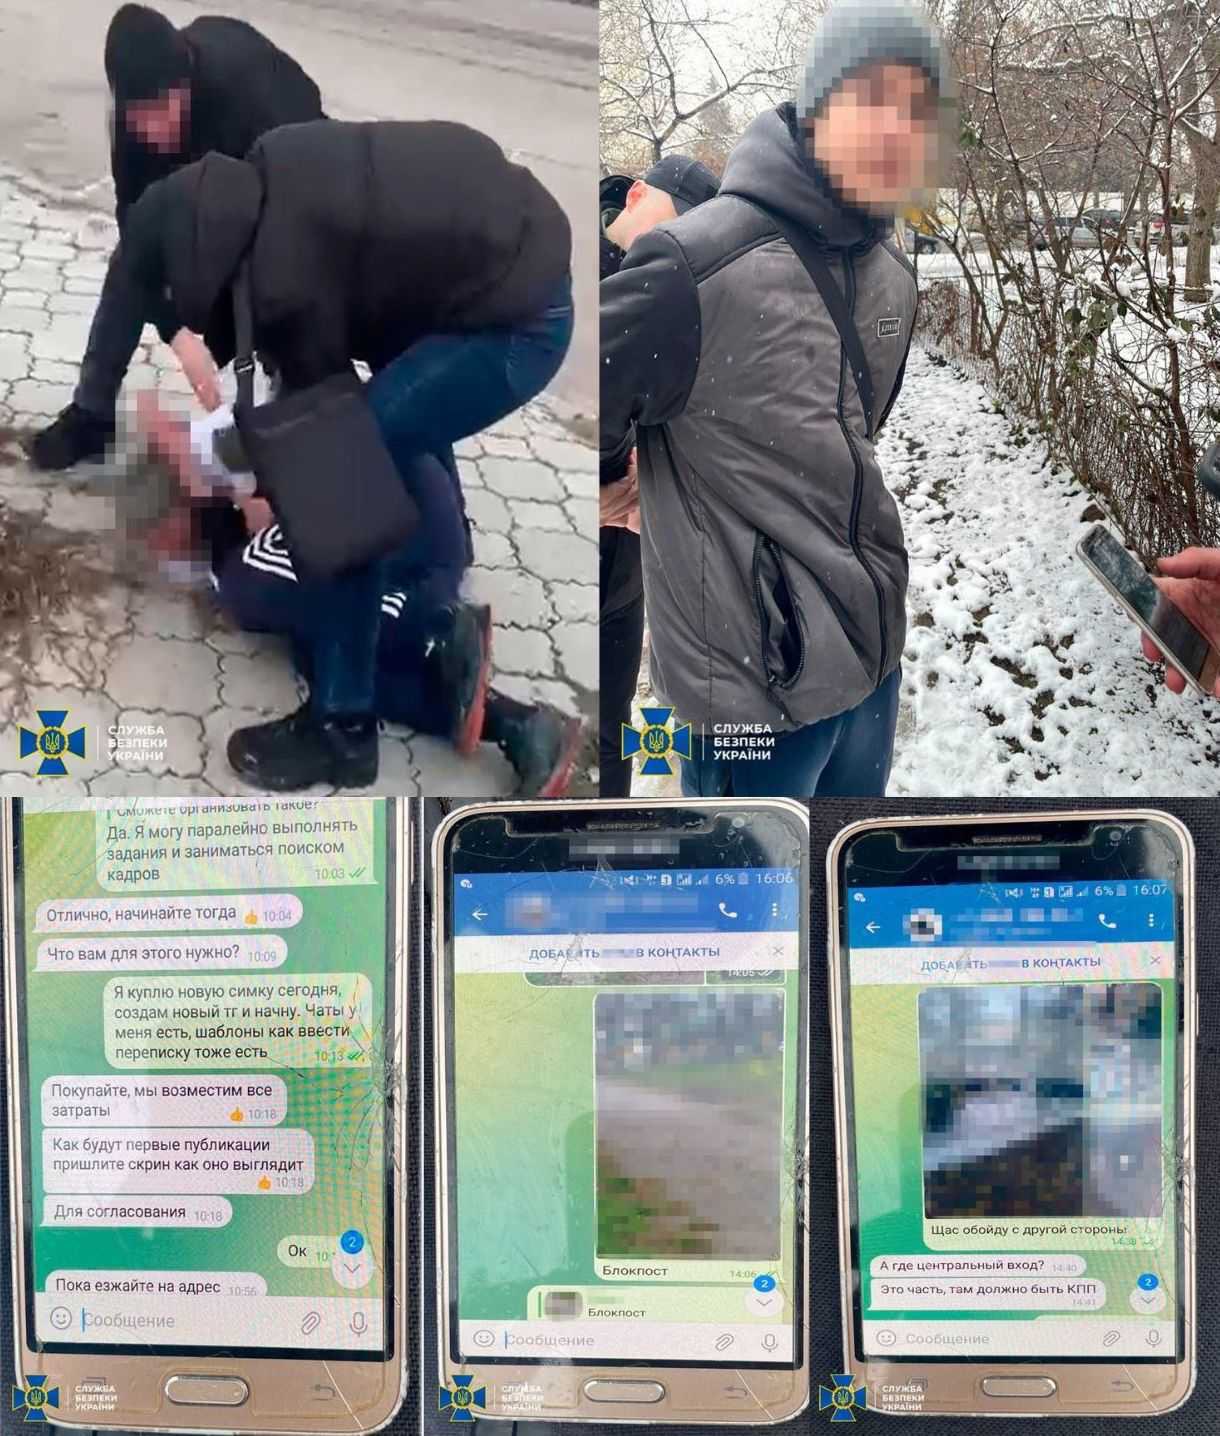 СЛУЖБА
БЕЗПЕКИ
УКРАЇНИ
СЛУЖБА
БЕЗПЕКИ
УКРАЇНИ
Сможете организовать такое?
Да. Я могу паралейно выполнять
задания и заниматься поиском
кадров
10:03
Отлично, начинайте тогда 10:04
Что вам для этого нужно? 10:09
Я куплю новую симку сегодня,
создам новый тг и начну. Чаты у
меня есть, шаблоны как ввести
переписку тоже есть 10:13
Покупайте, мы возместим все
затраты 10:18
Как будут первые публикации
пришлите скрин как оно выглядит
10:18
Для согласования 10:18
2
Ок
Пока езжайте на адрес 10:56
Сообщение
СЛУЖБА
БЕЗПЕКИ
УКРАЇНИ
6% 16:06
ДОБАВИТЬ В КОНТАКТЫ
14:05
Блокпост 14:06
2
Блокпост
Сообщение
СЛУЖБА
БЕЗПЕКИ
УКРАЇНИ
6% 16:07
ДОБАВИТЬ В КОНТАКТЫ
Щас обойду с другой стороны
14:38
А где центральный вход? 14:40
Это часть, там должно быть КПП
14:41
2
Сообщение
СЛУЖБА
БЕЗПЕКИ
УКРАЇНИ